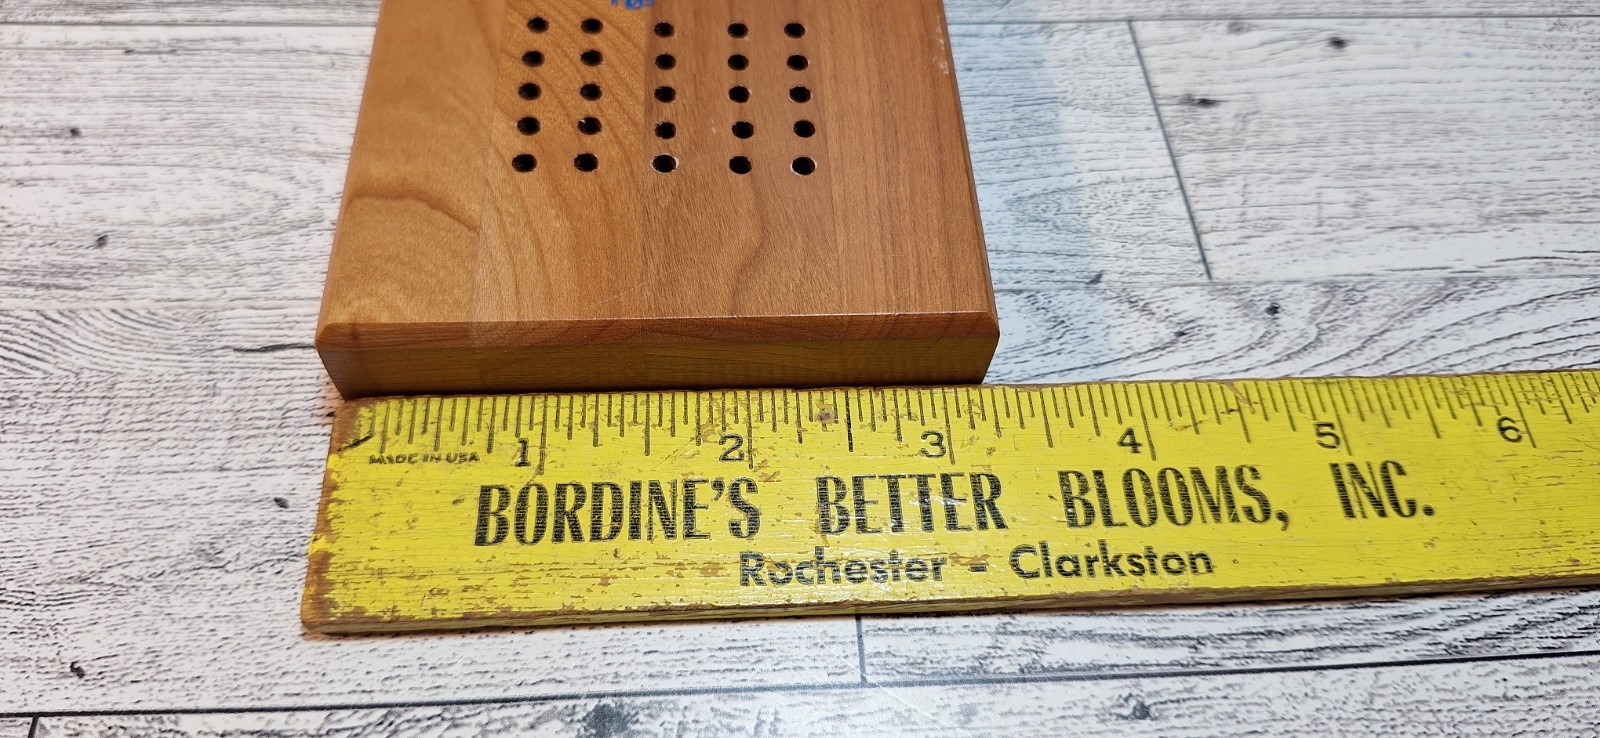 1 2 3 4 5 6
MADE IN USA
BORDINE'S BETTER BLOOMS, INC.
Rochester - Clarkston